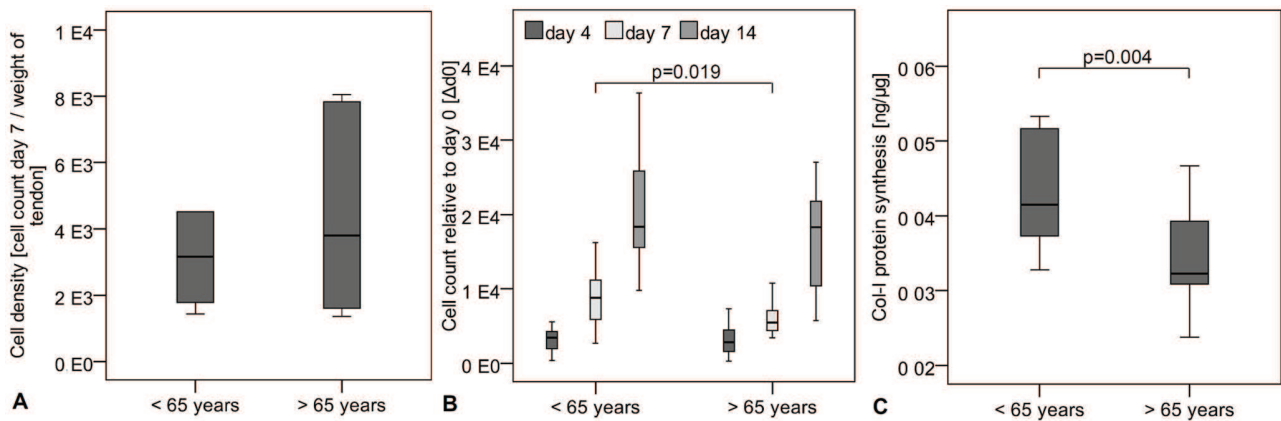 Cell density [cell count day 7 / weight of
tendon]
1 E4
8 E3
6 E3
4 E3
2 E3
0 E0
A
< 65 years
> 65 years
Cell count relative to day 0 [Δd0]
day 4
day 7
day 14
p=0.019
4 E4
3 E4
2 E4
1 E4
0 E0
B
< 65 years
> 65 years
Col-I protein synthesis [ng/µg]
p=0.004
0 06
0 05
0 04
0 03
0 02
C
< 65 years
> 65 years